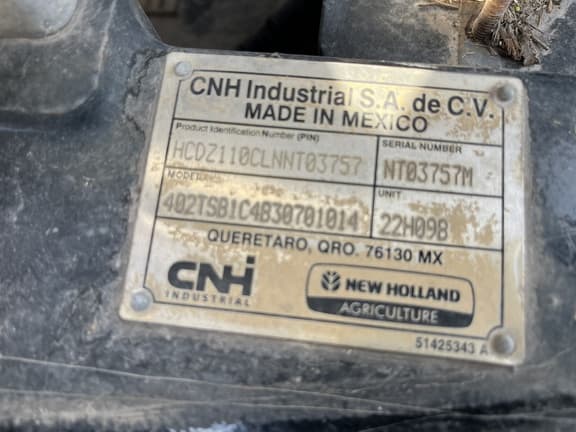 CNH Industrial S.A. de C.V.
MADE IN MEXICO
Product Identification Number (PIN)
SERIAL NUMBER
HCDZ110CLNNT03757
NT03757M
MODEL
UNIT
402TSB1C4B30701014
22H098
QUERETARO, QRO. 76130 MX
CNH
INDUSTRIAL
NEW HOLLAND
AGRICULTURE
51425343 A